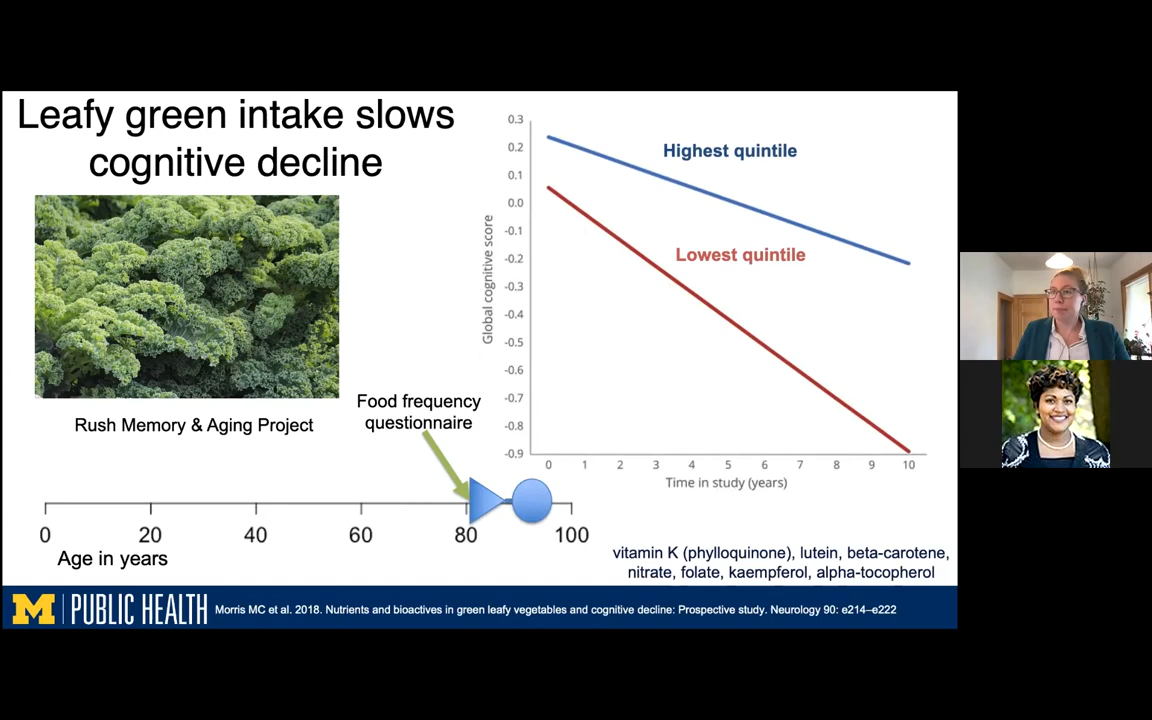 Leafy green intake slows
cognitive decline
Rush Memory & Aging Project
Food frequency
questionnaire
0 20 40 60 80 100
Age in years
0.3
0.2
0.1
0.0
-0.1
-0.2
-0.3
-0.4
-0.5
-0.6
-0.7
-0.8
-0.9
Global cognitive score
Highest quintile
Lowest quintile
0 1 2 3 4 5 6 7 8 9 10
Time in study (years)
vitamin K (phylloquinone), lutein, beta-carotene,
nitrate, folate, kaempferol, alpha-tocopherol
M PUBLIC HEALTH
Morris MC et al. 2018. Nutrients and bioactives in green leafy vegetables and cognitive decline: Prospective study. Neurology 90: e214–e222